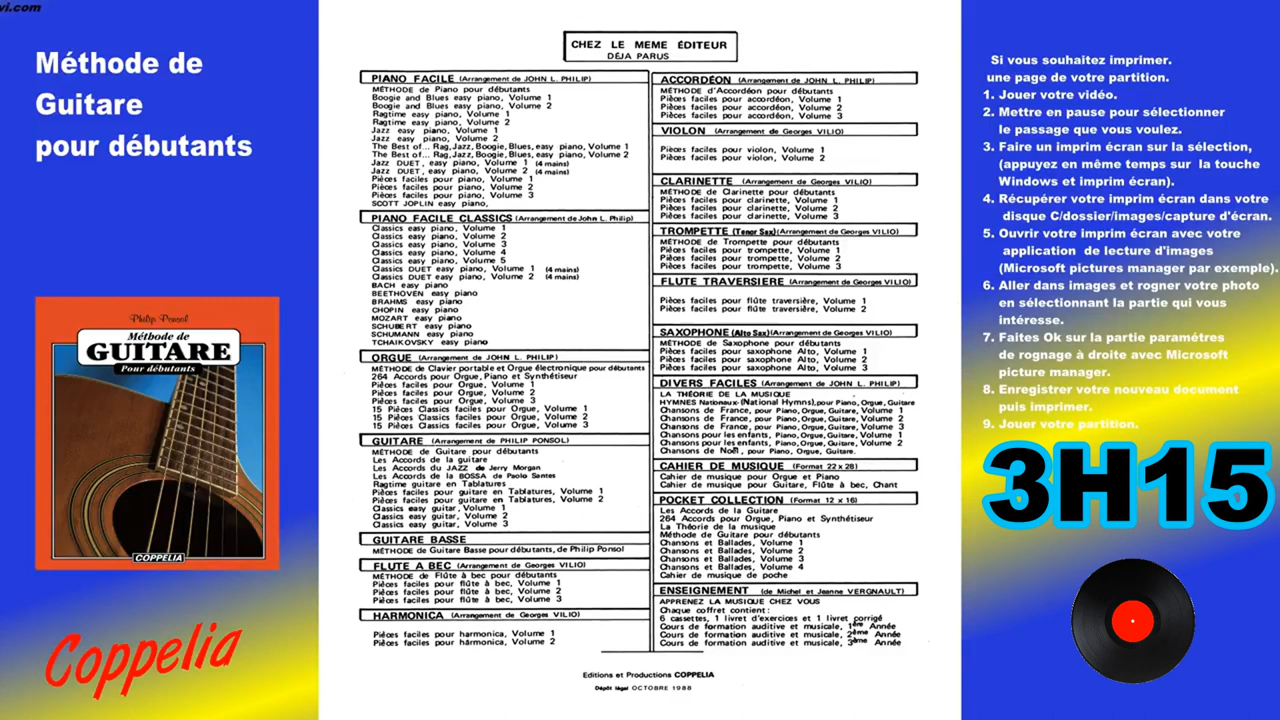 vi.com
Méthode de
Guitare
pour débutants
Philip Ponsol
Méthode de
GUITARE
Pour débutants
COPPELIA
Coppelia
CHEZ LE MEME ÉDITEUR
DÉJA PARUS
PIANO FACILE (Arrangement de JOHN L. PHILIP)
MÉTHODE de Piano pour débutants
Boogie and Blues easy piano, Volume 1
Boogie and Blues easy piano, Volume 2
Ragtime easy piano, Volume 1
Ragtime easy piano, Volume 2
Jazz easy piano, Volume 1
Jazz easy piano, Volume 2
The Best of... Rag, Jazz, Boogie, Blues, easy piano, Volume 1
The Best of... Rag, Jazz, Boogie, Blues, easy piano, Volume 2
Jazz DUET, easy piano, Volume 1 (4 mains)
Jazz DUET, easy piano, Volume 2 (4 mains)
Pièces faciles pour piano, Volume 1
Pièces faciles pour piano, Volume 2
Pièces faciles pour piano, Volume 3
SCOTT JOPLIN easy piano,
PIANO FACILE CLASSICS (Arrangement de John L. Philip)
Classics easy piano, Volume 1
Classics easy piano, Volume 2
Classics easy piano, Volume 3
Classics easy piano, Volume 4
Classics easy piano, Volume 5
Classics DUET easy piano, Volume 1 (4 mains)
Classics DUET easy piano, Volume 2 (4 mains)
BACH easy piano
BEETHOVEN easy piano
BRAHMS easy piano
CHOPIN easy piano
MOZART easy piano
SCHUBERT easy piano
SCHUMANN easy piano
TCHAIKOVSKY easy piano
ORGUE (Arrangement de JOHN L. PHILIP)
MÉTHODE de Clavier portable et Orgue électronique pour débutants
264 Accords pour Orgue, Piano et Synthétiseur
Pièces faciles pour Orgue, Volume 1
Pièces faciles pour Orgue, Volume 2
Pièces faciles pour Orgue, Volume 3
15 Pièces Classics faciles pour Orgue, Volume 1
15 Pièces Classics faciles pour Orgue, Volume 2
15 Pièces Classics faciles pour Orgue, Volume 3
GUITARE (Arrangement de PHILIP PONSOL)
MÉTHODE de Guitare pour débutants
Les Accords de la guitare
Les Accords du JAZZ de Jerry Morgan
Les Accords de la BOSSA de Paolo Santes
Ragtime guitare en Tablatures
Pièces faciles pour guitare en Tablatures, Volume 1
Pièces faciles pour guitare en Tablatures, Volume 2
Classics easy guitar, Volume 1
Classics easy guitar, Volume 2
Classics easy guitar, Volume 3
GUITARE BASSE
MÉTHODE de Guitare Basse pour débutants, de Philip Ponsol
FLUTE A BEC (Arrangement de Georges VILIO)
MÉTHODE de Flûte à bec pour débutants
Pièces faciles pour flûte à bec, Volume 1
Pièces faciles pour flûte à bec, Volume 2
Pièces faciles pour flûte à bec, Volume 3
HARMONICA (Arrangement de Georges VILIO)
Pièces faciles pour harmonica, Volume 1
Pièces faciles pour harmonica, Volume 2
ACCORDÉON (Arrangement de JOHN L. PHILIP)
MÉTHODE d'Accordéon pour débutants
Pièces faciles pour accordéon, Volume 1
Pièces faciles pour accordéon, Volume 2
Pièces faciles pour accordéon, Volume 3
VIOLON (Arrangement de Georges VILIO)
Pièces faciles pour violon, Volume 1
Pièces faciles pour violon, Volume 2
CLARINETTE (Arrangement de Georges VILIO)
MÉTHODE de Clarinette pour débutants
Pièces faciles pour clarinette, Volume 1
Pièces faciles pour clarinette, Volume 2
Pièces faciles pour clarinette, Volume 3
TROMPETTE (Tenor Sax) (Arrangement de Georges VILIO)
MÉTHODE de Trompette pour débutants
Pièces faciles pour trompette, Volume 1
Pièces faciles pour trompette, Volume 2
Pièces faciles pour trompette, Volume 3
FLUTE TRAVERSIERE (Arrangement de Georges VILIO)
Pièces faciles pour flûte traversière, Volume 1
Pièces faciles pour flûte traversière, Volume 2
SAXOPHONE (Alto Sax) (Arrangement de Georges VILIO)
MÉTHODE de Saxophone pour débutants
Pièces faciles pour saxophone Alto, Volume 1
Pièces faciles pour saxophone Alto, Volume 2
Pièces faciles pour saxophone Alto, Volume 3
DIVERS FACILES (Arrangement de JOHN L. PHILIP)
LA THÉORIE DE LA MUSIQUE
HYMNES Nationaux-(National Hymns), pour Piano, Orgue, Guitare
Chansons de France, pour Piano, Orgue, Guitare, Volume 1
Chansons de France, pour Piano, Orgue, Guitare, Volume 2
Chansons de France, pour Piano, Orgue, Guitare, Volume 3
Chansons pour les enfants, Piano, Orgue, Guitare, Volume 1
Chansons pour les enfants, Piano, Orgue, Guitare, Volume 2
Chansons de Noël, pour Piano, Orgue, Guitare.
CAHIER DE MUSIQUE (Format 22 x 28)
Cahier de musique pour Orgue et Piano
Cahier de musique pour Guitare, Flûte à bec, Chant
POCKET COLLECTION (Format 12 x 16)
Les Accords de la Guitare
264 Accords pour Orgue, Piano et Synthétiseur
La Théorie de la musique
Méthode de Guitare pour débutants
Chansons et Ballades, Volume 1
Chansons et Ballades, Volume 2
Chansons et Ballades, Volume 3
Chansons et Ballades, Volume 4
Cahier de musique de poche
ENSEIGNEMENT (de Michel et Jeanne VERGNAULT)
APPRENEZ LA MUSIQUE CHEZ VOUS
Chaque coffret contient :
6 cassettes, 1 livret d'exercices et 1 livret corrigé
Cours de formation auditive et musicale, 1ère Année
Cours de formation auditive et musicale, 2ème Année
Cours de formation auditive et musicale, 3ème Année
Editions et Productions COPPELIA
Dépôt légal OCTOBRE 1988
Si vous souhaitez imprimer.
une page de votre partition.
1. Jouer votre vidéo.
2. Mettre en pause pour sélectionner
le passage que vous voulez.
3. Faire un imprim écran sur la sélection,
(appuyez en même temps sur la touche
Windows et imprim écran).
4. Récupérer votre imprim écran dans votre
disque C/dossier/images/capture d'écran.
5. Ouvrir votre imprim écran avec votre
application de lecture d'images
(Microsoft pictures manager par exemple).
6. Aller dans images et rogner votre photo
en sélectionnant la partie qui vous
intéresse.
7. Faites Ok sur la partie paramétres
de rognage à droite avec Microsoft
picture manager.
8. Enregistrer votre nouveau document
puis imprimer.
9. Jouer votre partition.
3H15